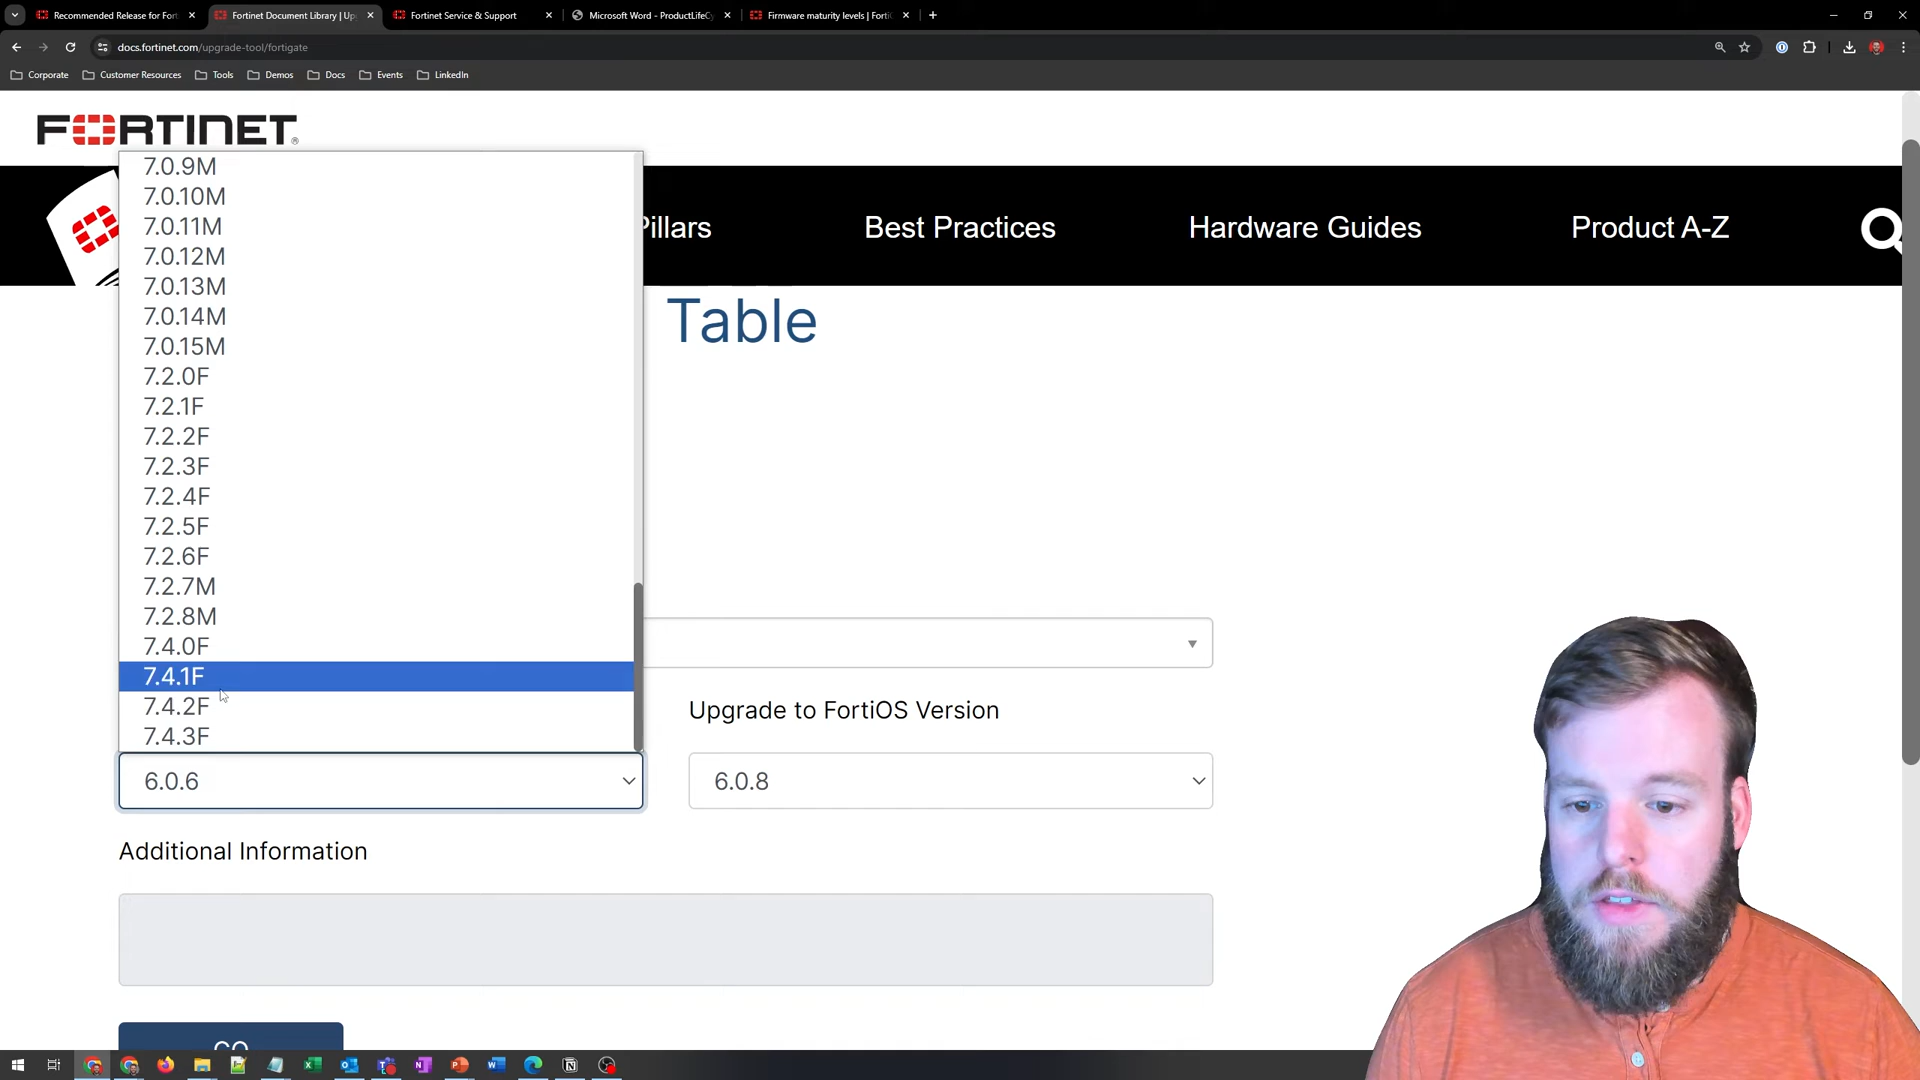 Recommended Release for Forti
Fortinet Document Library | Up
Fortinet Service & Support
Microsoft Word - ProductLifeCy
Firmware maturity levels | FortiG
docs.fortinet.com/upgrade-tool/fortigate
Corporate
Customer Resources
Tools
Demos
Docs
Events
LinkedIn
FORTINET
Pillars
Best Practices
Hardware Guides
Product A-Z
Table
7.0.9M
7.0.10M
7.0.11M
7.0.12M
7.0.13M
7.0.14M
7.0.15M
7.2.0F
7.2.1F
7.2.2F
7.2.3F
7.2.4F
7.2.5F
7.2.6F
7.2.7M
7.2.8M
7.4.0F
7.4.1F
7.4.2F
7.4.3F
Upgrade to FortiOS Version
6.0.6
6.0.8
Additional Information
GO